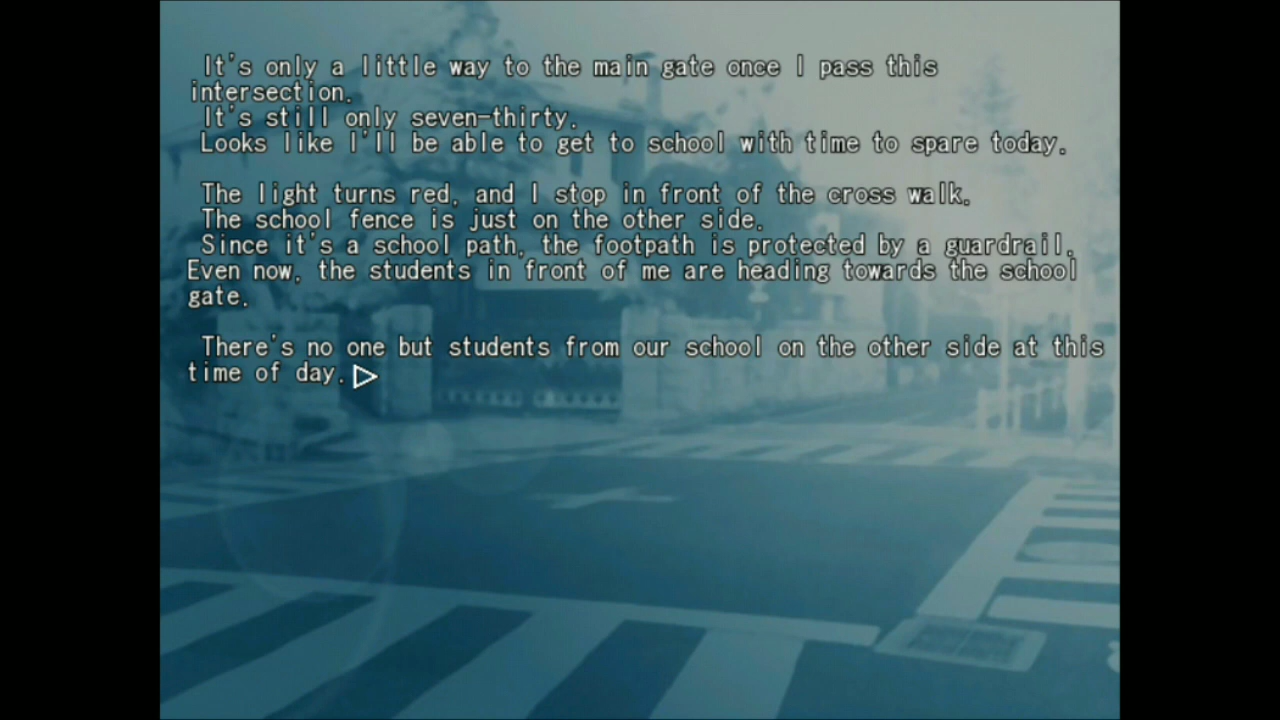 It's only a little way to the main gate once I pass this
intersection.
It's still only seven-thirty.
Looks like I'll be able to get to school with time to spare today.
The light turns red, and I stop in front of the cross walk.
The school fence is just on the other side.
Since it's a school path, the footpath is protected by a guardrail.
Even now, the students in front of me are heading towards the school
gate.
There's no one but students from our school on the other side at this
time of day.